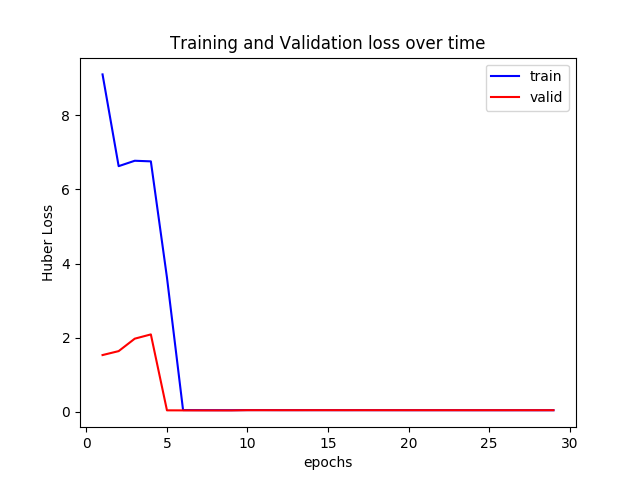 Training and Validation loss over time
train
valid
Huber Loss
8
6
4
2
0
0 5 10 15 20 25 30
epochs